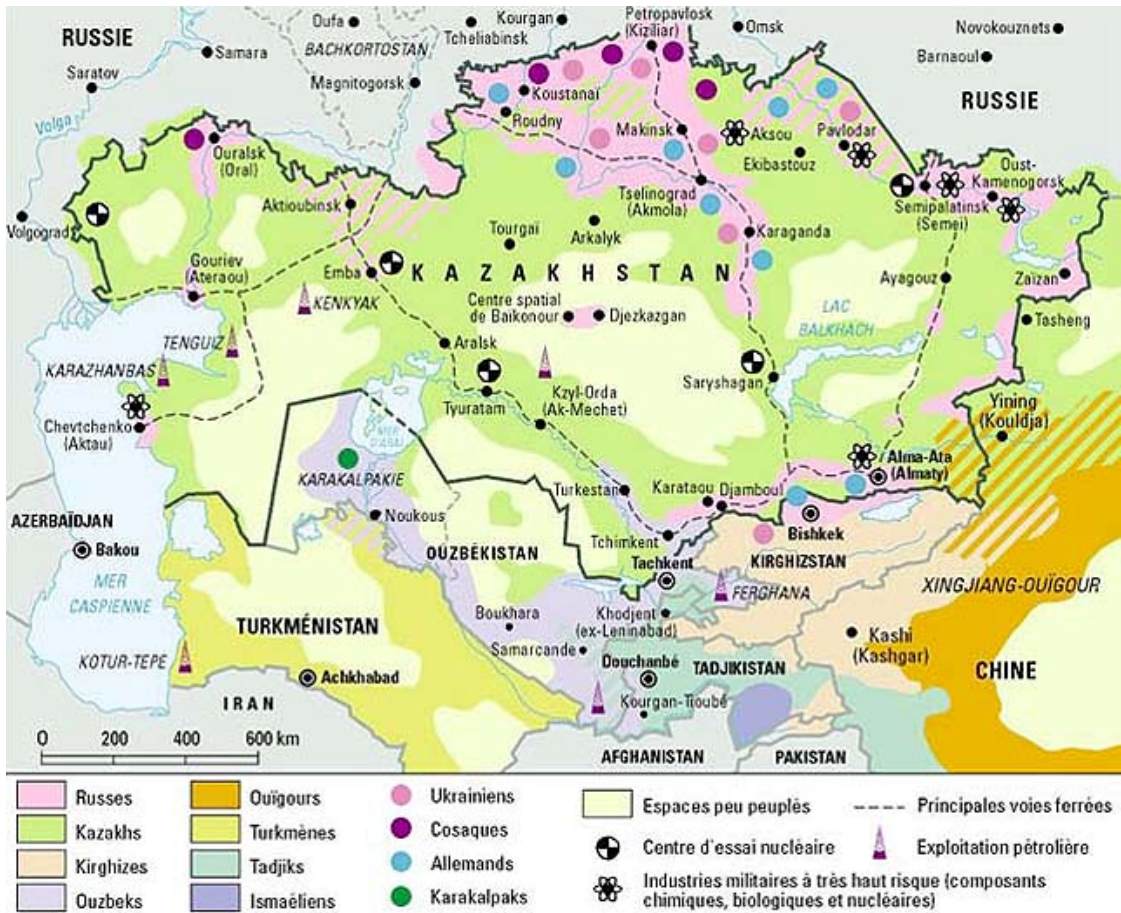 RUSSIE
Oufa
Kourgan
Tcheliabinsk
Petropavlosk
(Kiziliar)
Omsk
Novokouznets
BACHKORTOSTAN
Samara
Barnaoul
Saratov
Magnitogorsk
Koustanaï
RUSSIE
Volga
Roudny
Makinsk
Aksou
Pavlodar
Ouralsk
(Oral)
Ekibastouz
Oust-
Kamenogorsk
Tselinograd
(Akmola)
Semipalatinsk
(Semei)
Aktioubinsk
Volgograd
Tourgaï
Arkalyk
Karaganda
Gouriev
(Ateraou)
Emba
KAZAKHSTAN
Ayagouz
Zaïzan
KENKYAK
Centre spatial
de Baïkonour
Djezkazgan
LAC
BALKHACH
Tasheng
TENGUIZ
Aralsk
KARAZHANBAS
Saryshagan
Tyuratam
Kzyl-Orda
(Ak-Mechet)
Yining
(Kouldja)
Chevtchenko
(Aktau)
MER
D'ARAL
Alma-Ata
(Almaty)
KARAKALPAKIE
Turkestan
Karataou
Djamboul
AZERBAÏDJAN
Noukous
Bakou
Tchimkent
Bishkek
OUZBÉKISTAN
Tachkent
KIRGHIZSTAN
MER
CASPIENNE
FERGHANA
XINGJIANG-OUÏGOUR
Boukhara
Khodjent
(ex-Leninabad)
TURKMÉNISTAN
Samarcande
Kashi
(Kashgar)
KOTUR-TEPE
Douchanbé
TADJIKISTAN
CHINE
Achkhabad
IRAN
Kourgan-Tioubé
0 200 400 600 km
AFGHANISTAN
PAKISTAN
Russes
Kazakhs
Kirghizes
Ouzbeks
Ouïgours
Turkmènes
Tadjiks
Ismaéliens
Ukrainiens
Cosaques
Allemands
Karakalpaks
Espaces peu peuplés
Principales voies ferrées
Centre d'essai nucléaire
Exploitation pétrolière
Industries militaires à très haut risque (composants
chimiques, biologiques et nucléaires)